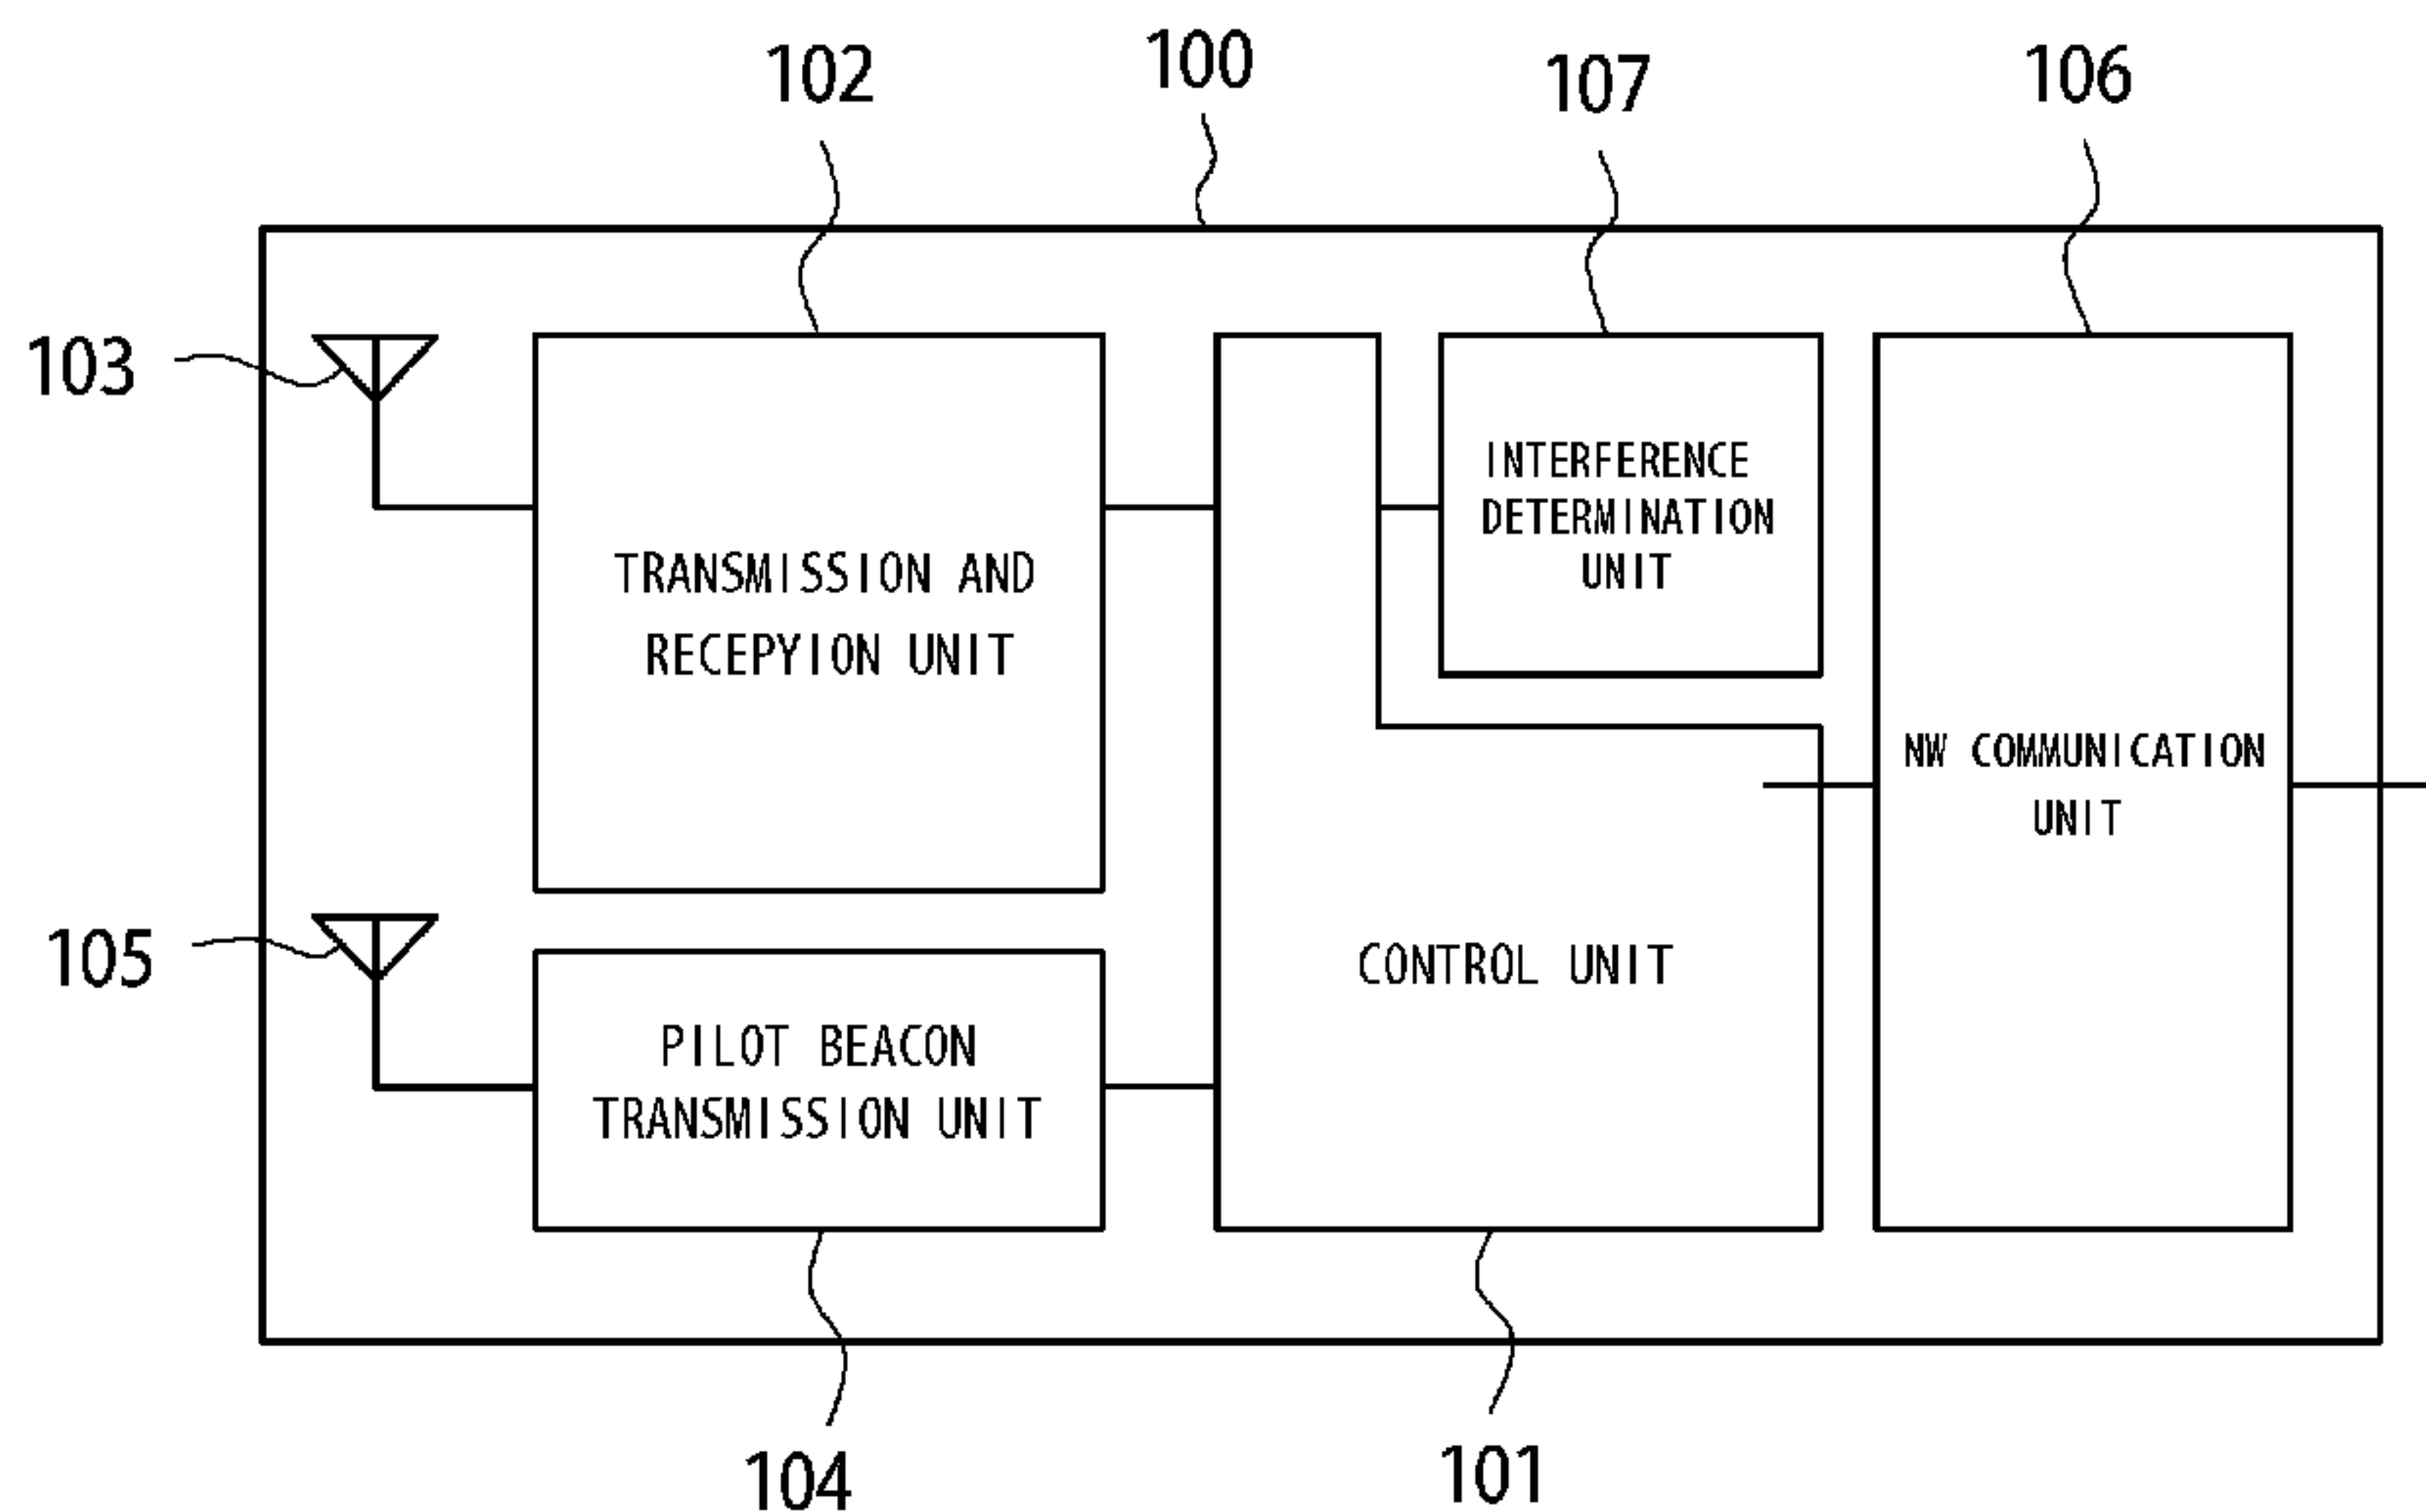 102
100
107
106
103
INTERFERENCE
DETERMINATION
UNIT
TRANSMISSION AND
RECEPYION UNIT
NW COMMUNICATION
UNIT
105
CONTROL UNIT
PILOT BEACON
TRANSMISSION UNIT
104
101